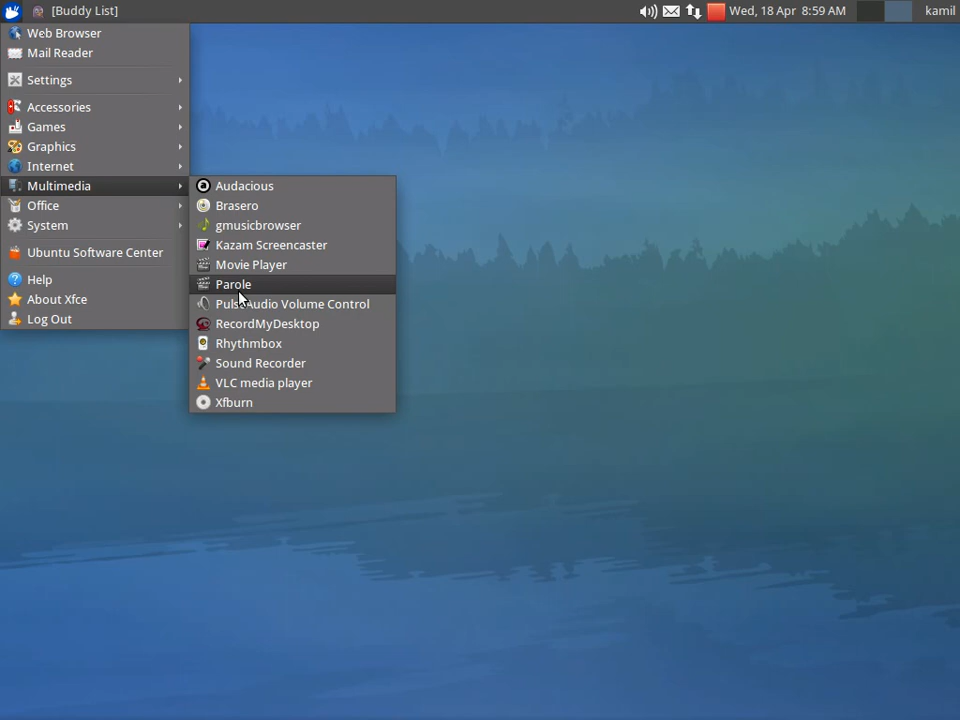 [Buddy List]
Wed, 18 Apr 8:59 AM
kamil
Web Browser
Mail Reader
Settings
Accessories
Games
Graphics
Internet
Multimedia
Office
System
Ubuntu Software Center
Help
About Xfce
Log Out
Audacious
Brasero
gmusicbrowser
Kazam Screencaster
Movie Player
Parole
PulseAudio Volume Control
RecordMyDesktop
Rhythmbox
Sound Recorder
VLC media player
Xfburn